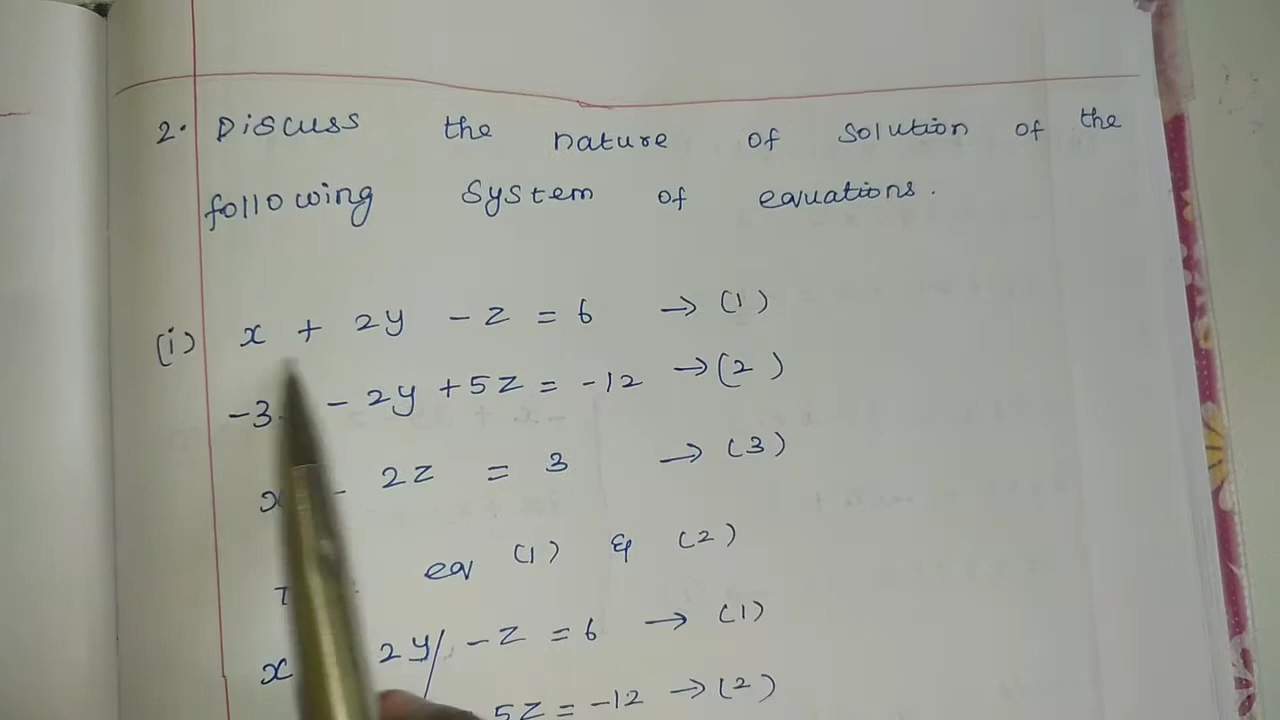 2. Discuss the nature of solution of the
following system of equations.
(i) x + 2y - z = 6 → (1)
-3 - 2y + 5z = -12 → (2)
x - 2z = 3 → (3)
eq (1) & (2)
x 2y - z = 6 → (1)
5z = -12 → (2)